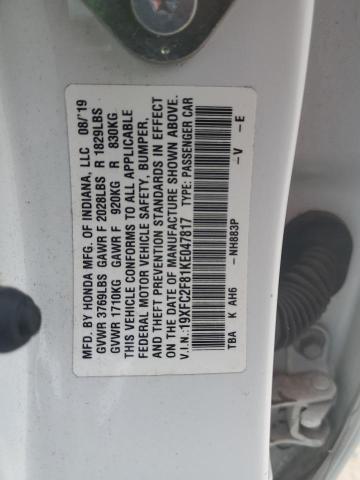 MFD. BY HONDA MFG. OF INDIANA, LLC 08/'19
GVWR 3769LBS GAWR F 2028LBS R 1829LBS
GVWR 1710KG GAWR F 920KG R 830KG
THIS VEHICLE CONFORMS TO ALL APPLICABLE
FEDERAL MOTOR VEHICLE SAFETY, BUMPER,
AND THEFT PREVENTION STANDARDS IN EFFECT
ON THE DATE OF MANUFACTURE SHOWN ABOVE.
V.I.N.:19XFC2F81KE047817 TYPE: PASSENGER CAR
TBA K AH6 -NH883P -V -E